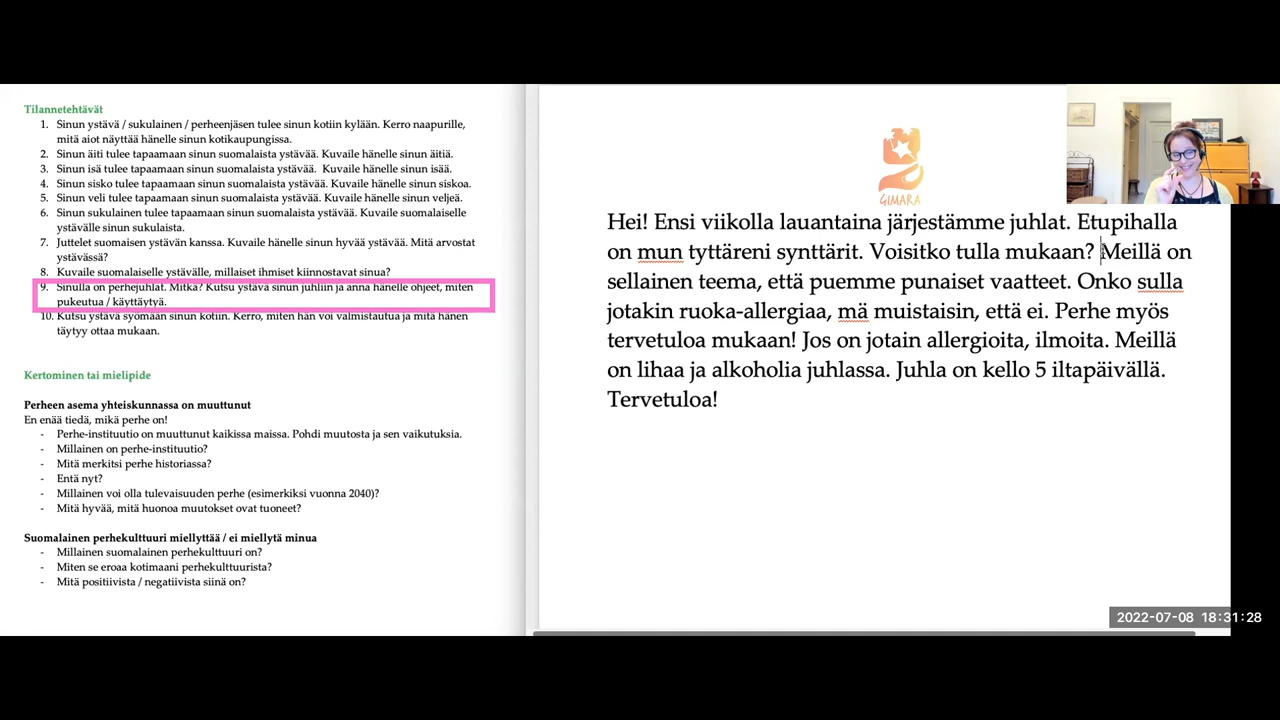 Tilannetehtävät
1. Sinun ystävä / sukulainen / perheenjäsen tulee sinun kotiin kylään. Kerro naapurille,
mitä aiot näyttää hänelle sinun kotikaupungissa.
2. Sinun äiti tulee tapaamaan sinun suomalaista ystävää. Kuvaile hänelle sinun äitiä.
3. Sinun isä tulee tapaamaan sinun suomalaista ystävää. Kuvaile hänelle sinun isää.
4. Sinun sisko tulee tapaamaan sinun suomalaista ystävää. Kuvaile hänelle sinun siskoa.
5. Sinun veli tulee tapaamaan sinun suomalaista ystävää. Kuvaile hänelle sinun veljeä.
6. Sinun sukulainen tulee tapaamaan sinun suomalaista ystävää. Kuvaile suomalaiselle
ystävälle sinun sukulaista.
7. Juttelet suomaisen ystävän kanssa. Kuvaile hänelle sinun hyvää ystävää. Mitä arvostat
ystävässä?
8. Kuvaile suomalaiselle ystävälle, millaiset ihmiset kiinnostavat sinua?
9. Sinulla on perhejuhlat. Mitkä? Kutsu ystävä sinun juhliin ja anna hänelle ohjeet, miten
pukeutua / käyttäytyä.
10. Kutsu ystävä syömään sinun kotiin. Kerro, miten hän voi valmistautua ja mitä hänen
täytyy ottaa mukaan.
Kertominen tai mielipide
Perheen asema yhteiskunnassa on muuttunut
En enää tiedä, mikä perhe on!
- Perhe-instituutio on muuttunut kaikissa maissa. Pohdi muutosta ja sen vaikutuksia.
- Millainen on perhe-instituutio?
- Mitä merkitsi perhe historiassa?
- Entä nyt?
- Millainen voi olla tulevaisuuden perhe (esimerkiksi vuonna 2040)?
- Mitä hyvää, mitä huonoa muutokset ovat tuoneet?
Suomalainen perhekulttuuri miellyttää / ei miellytä minua
- Millainen suomalainen perhekulttuuri on?
- Miten se eroaa kotimaani perhekulttuurista?
- Mitä positiivista / negatiivista siinä on?
GIMARA
Hei! Ensi viikolla lauantaina järjestämme juhlat. Etupihalla
on mun tyttäreni synttärit. Voisitko tulla mukaan? Meillä on
sellainen teema, että puemme punaiset vaatteet. Onko sulla
jotakin ruoka-allergiaa, mä muistaisin, että ei. Perhe myös
tervetuloa mukaan! Jos on jotain allergioita, ilmoita. Meillä
on lihaa ja alkoholia juhlassa. Juhla on kello 5 iltapäivällä.
Tervetuloa!
2022-07-08 18:31:28